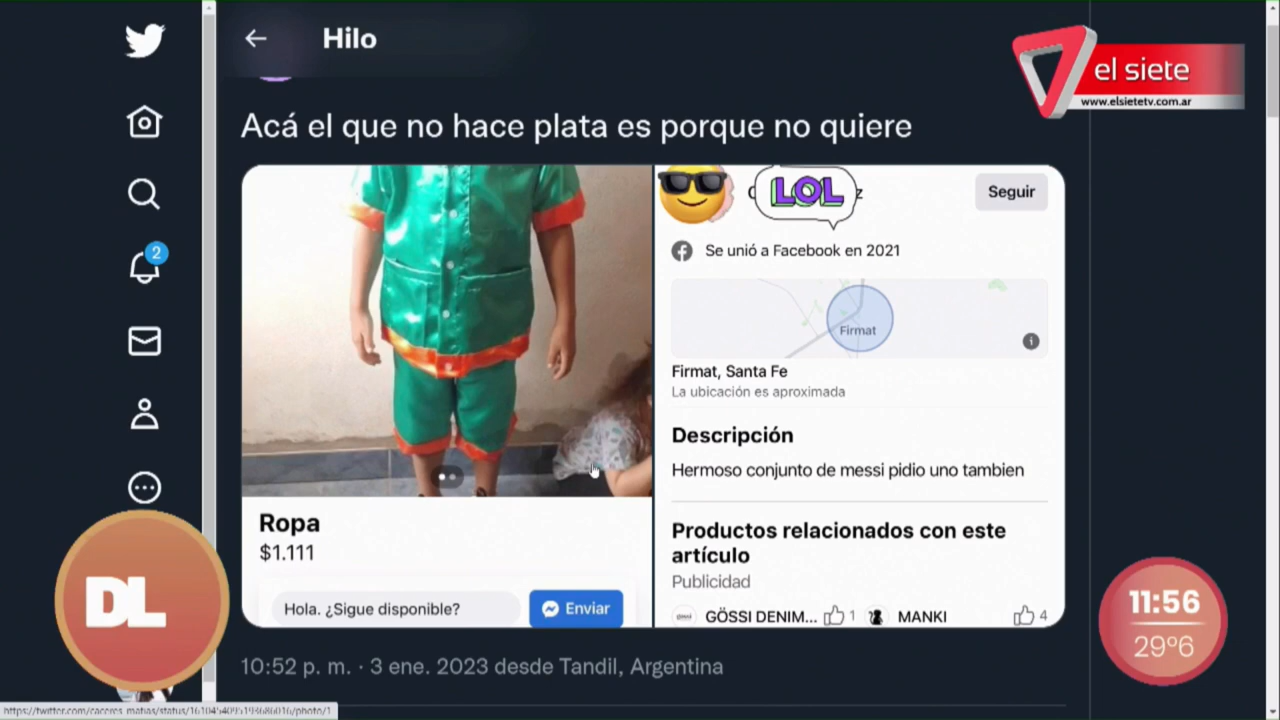 Hilo
el siete
www.elsietetv.com.ar
Acá el que no hace plata es porque no quiere
LOL
Seguir
Se unió a Facebook en 2021
Firmat
Firmat, Santa Fe
La ubicación es aproximada
Descripción
Hermoso conjunto de messi pidio uno tambien
Ropa
$1.111
Hola. ¿Sigue disponible?
Enviar
Productos relacionados con este
artículo
Publicidad
GÖSSI DENIM... 1 MANKI 4
2
DL
11:56
29º6
10:52 p. m. · 3 ene. 2023 desde Tandil, Argentina